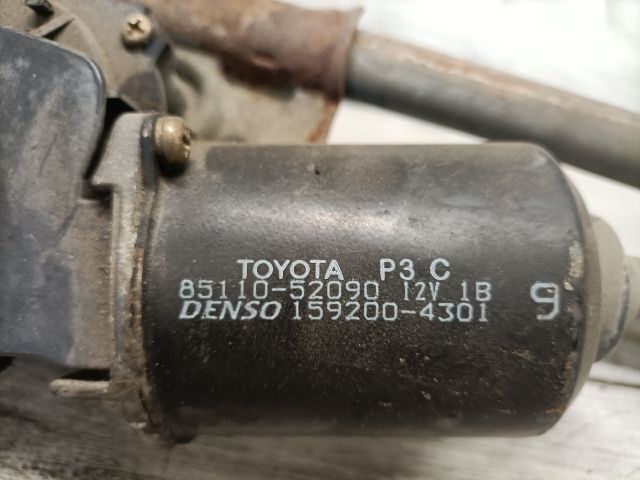 TOYOTA P3 C
85110-52090 12V 1B
DENSO 159200-4301
9